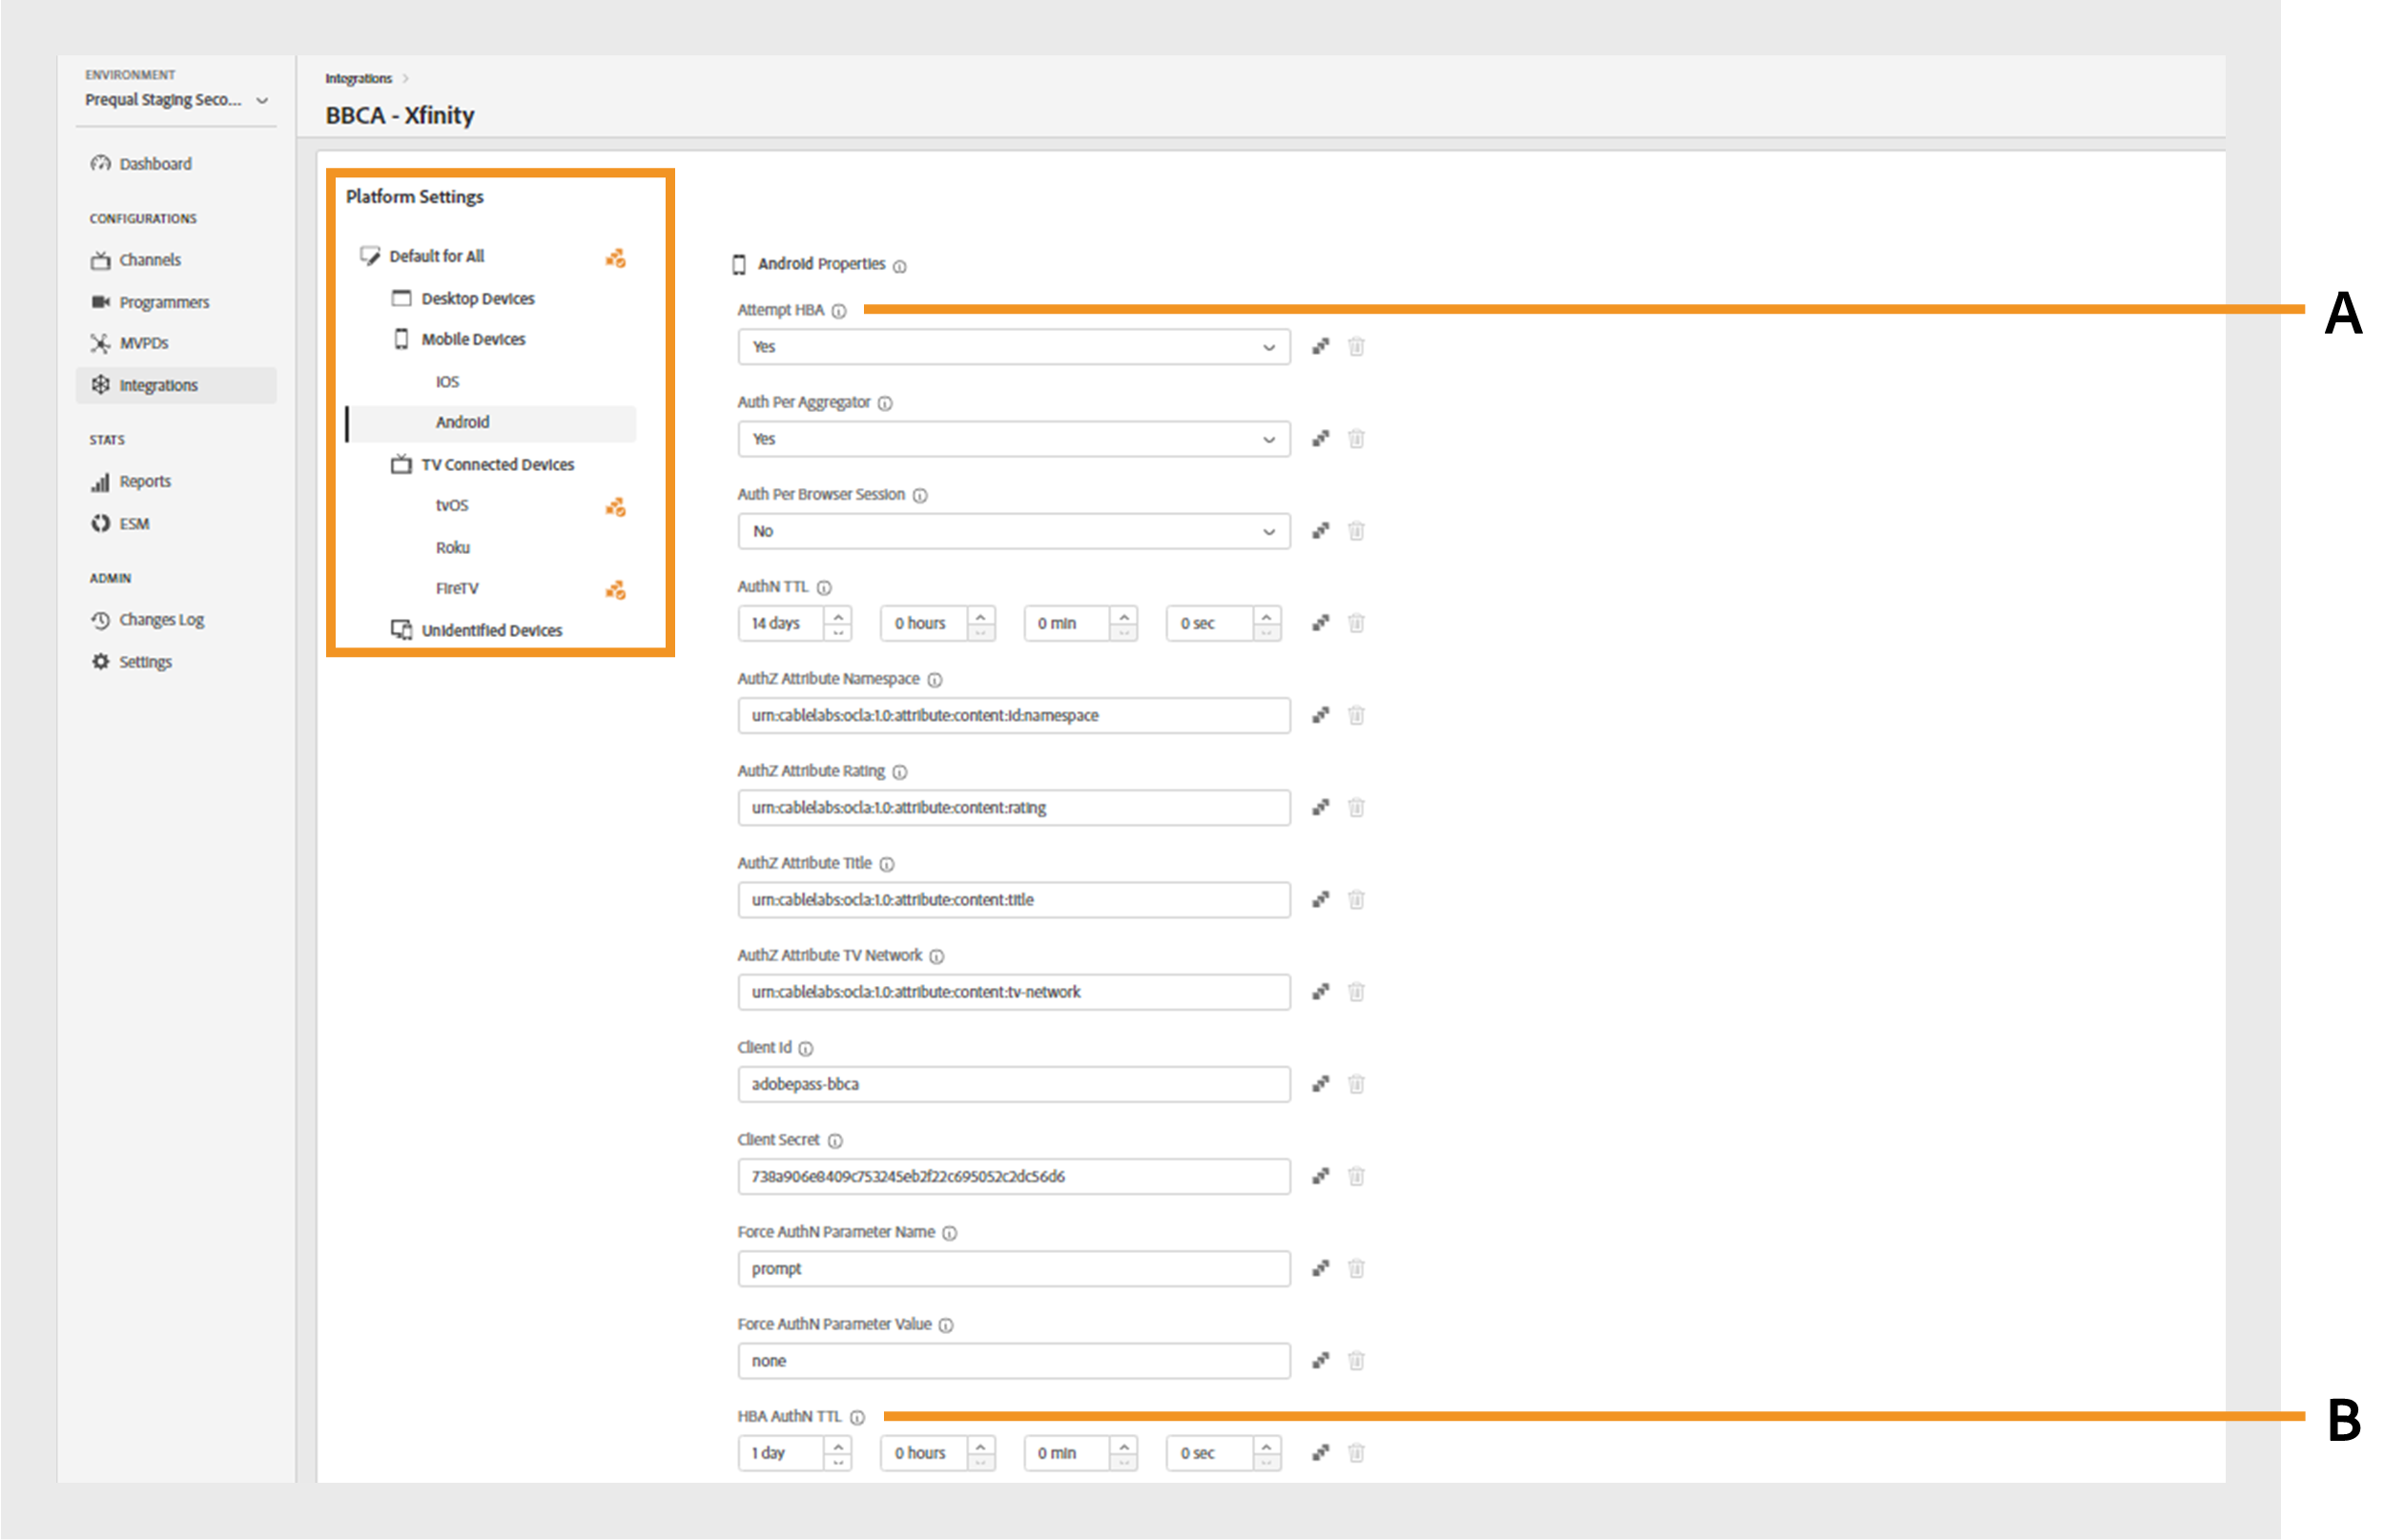 ENVIRONMENT
Prequal Staging Seco...
Dashboard
CONFIGURATIONS
Channels
Programmers
MVPDs
Integrations
STATS
Reports
ESM
ADMIN
Changes Log
Settings
Integrations
BBCA - Xfinity
Platform Settings
Default for All
Desktop Devices
Mobile Devices
iOS
Android
TV Connected Devices
tvOS
Roku
FireTV
Unidentified Devices
Android Properties
Attempt HBA
Yes
Auth Per Aggregator
Yes
Auth Per Browser Session
No
AuthN TTL
14 days 0 hours 0 min 0 sec
AuthZ Attribute Namespace
urn:cablelabs:ocla:1.0:attribute:content:id:namespace
AuthZ Attribute Rating
urn:cablelabs:ocla:1.0:attribute:content:rating
AuthZ Attribute Title
urn:cablelabs:ocla:1.0:attribute:content:title
AuthZ Attribute TV Network
urn:cablelabs:ocla:1.0:attribute:content:tv-network
Client Id
adobepass-bbca
Client Secret
738a906e8409c753245eb2f22c695052c2dc56d6
Force AuthN Parameter Name
prompt
Force AuthN Parameter Value
none
HBA AuthN TTL
1 day 0 hours 0 min 0 sec
A
B